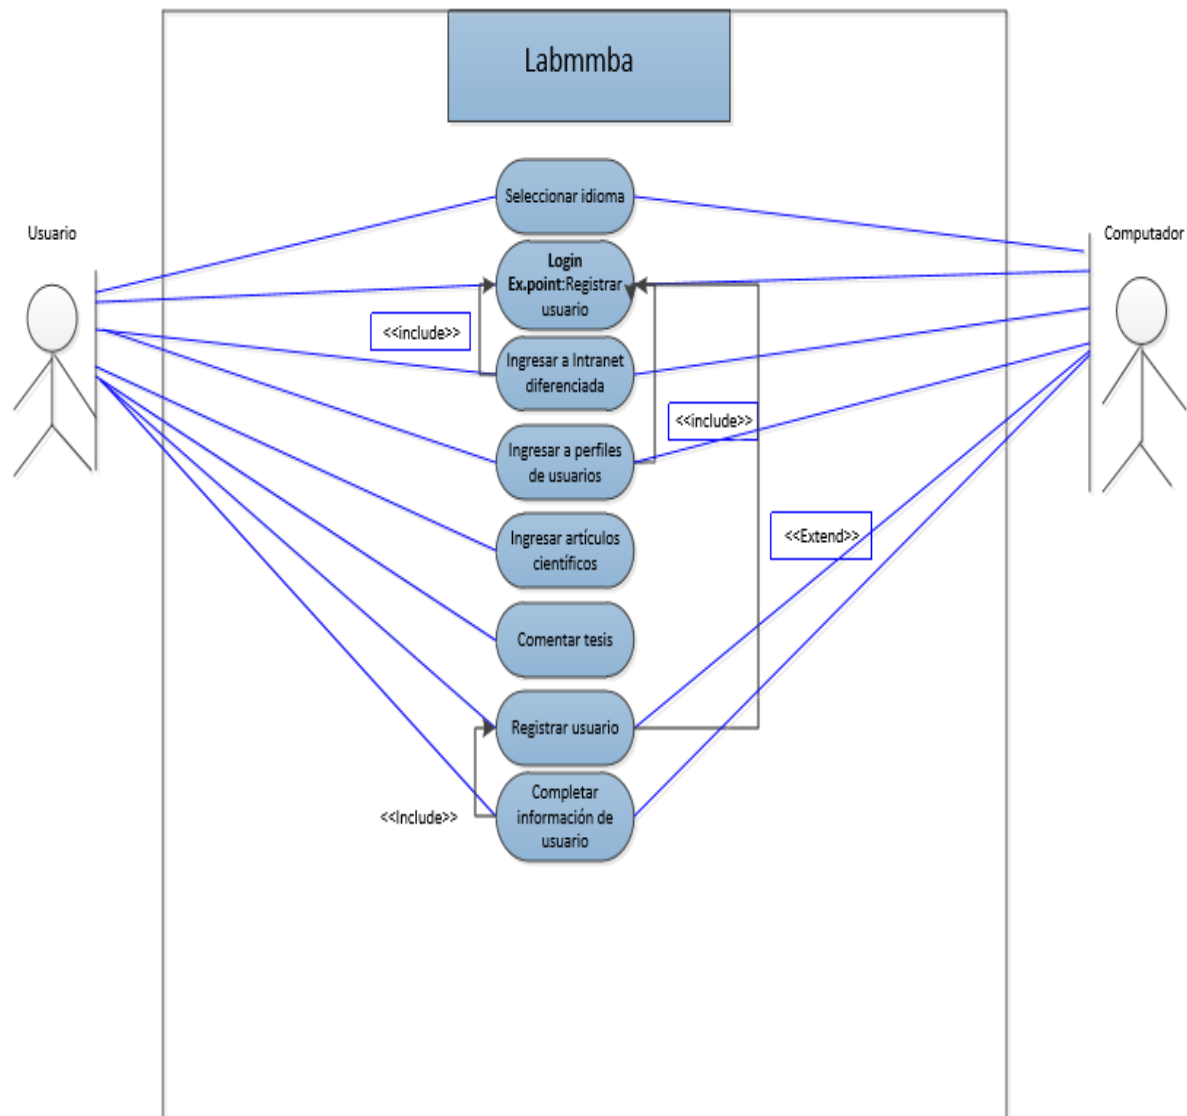 Labmmba
Seleccionar idioma
Usuario
Computador
Login
Ex.point:Registrar
usuario
<<include>>
Ingresar a Intranet
diferenciada
<<include>>
Ingresar a perfiles
de usuarios
<<Extend>>
Ingresar artículos
científicos
Comentar tesis
Registrar usuario
Completar
información de
usuario
<<Include>>